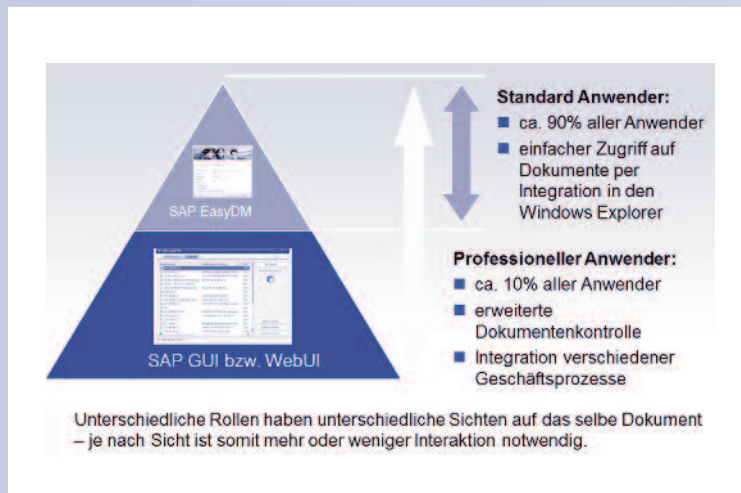 Standard Anwender:
ca. 90% aller Anwender
einfacher Zugriff auf
Dokumente per
Integration in den
Windows Explorer
SAP EasyDM
Professioneller Anwender:
ca. 10% aller Anwender
erweiterte
Dokumentenkontrolle
Integration verschiedener
Geschäftsprozesse
SAP GUI bzw. WebUI
Unterschiedliche Rollen haben unterschiedliche Sichten auf das selbe Dokument
– je nach Sicht ist somit mehr oder weniger Interaktion notwendig.